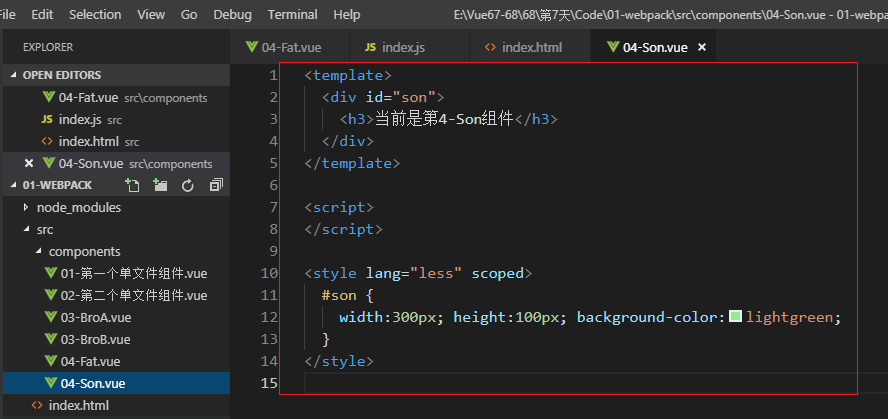 File Edit Selection View Go Debug Terminal Help E:\Vue67-68\68\第7天\Code\01-webpack\src\components\04-Son.vue - 01-webpa
EXPLORER
04-Fat.vue JS index.js <> index.html 04-Son.vue ×
OPEN EDITORS
04-Fat.vue src\components
JS index.js src
<> index.html src
× 04-Son.vue src\components
01-WEBPACK
node_modules
src
components
01-第一个单文件组件.vue
02-第二个单文件组件.vue
03-BroA.vue
03-BroB.vue
04-Fat.vue
04-Son.vue
<> index.html
1 <template>
2 <div id="son">
3 <h3>当前是第4-Son组件</h3>
4 </div>
5 </template>
6
7 <script>
8 </script>
9
10 <style lang="less" scoped>
11 #son {
12 width:300px; height:100px; background-color:lightgreen;
13 }
14 </style>
15